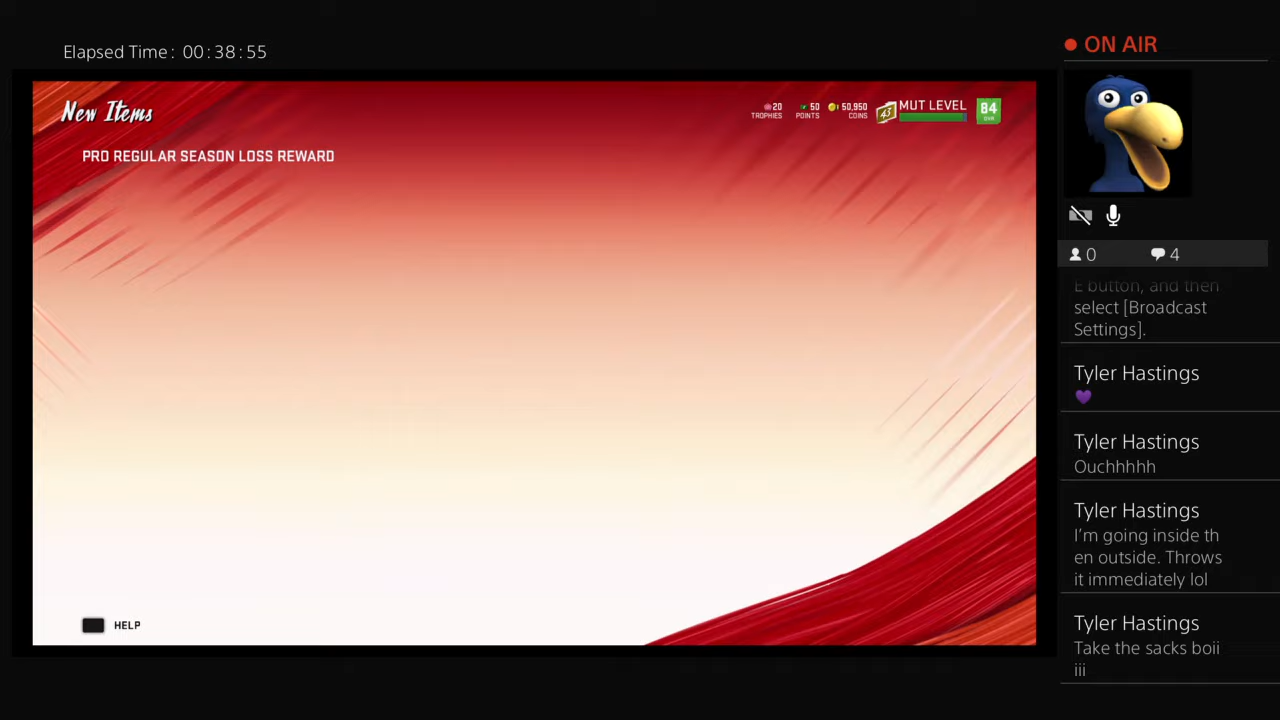 Elapsed Time: 00:38:55
ON AIR
New Items
20
TROPHIES
50
POINTS
50,950
COINS
43
MUT LEVEL
84
OVR
PRO REGULAR SEASON LOSS REWARD
0
4
E button, and then
select [Broadcast
Settings].
Tyler Hastings
💜
Tyler Hastings
Ouchhhhh
Tyler Hastings
I'm going inside th
en outside. Throws
it immediately lol
Tyler Hastings
Take the sacks boii
iii
HELP